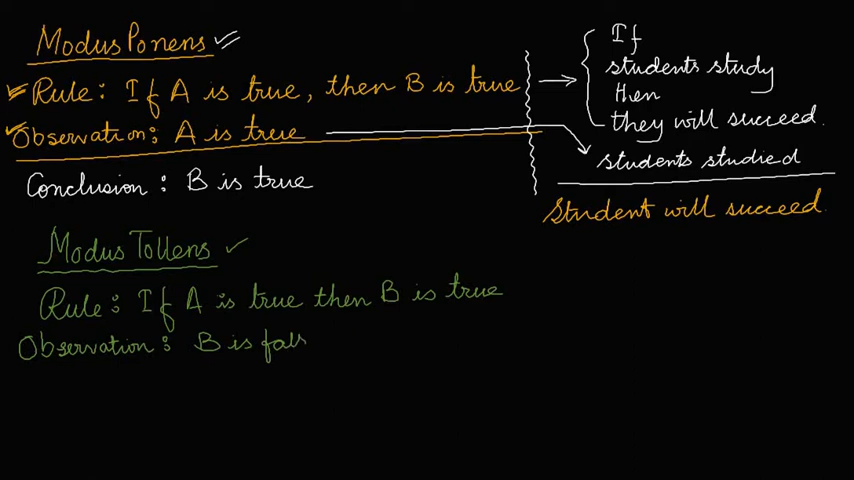 Modus Ponens
Rule: If A is true, then B is true
Observation: A is true
Conclusion: B is true
If
students study
then
they will succeed.
students studied
Student will succeed.
Modus Tollens
Rule: If A is true then B is true
Observation: B is fals